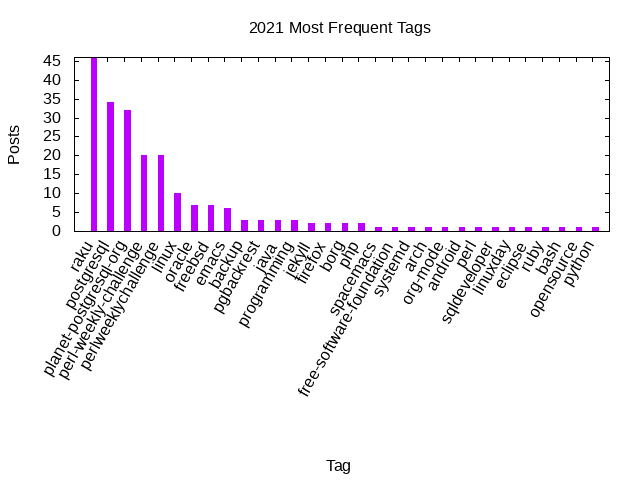 2021 Most Frequent Tags
Posts
45
40
35
30
25
20
15
10
5
0
raku
postgresql
planet-postgresql-org
perl-weekly-challenge
perlweeklychallenge
linux
oracle
freebsd
emacs
backup
pgbackrest
java
programming
jekyll
firefox
borg
php
spacemacs
free-software-foundation
systemd
arch
org-mode
android
perl
sqldeveloper
linuxday
eclipse
ruby
bash
opensource
python
Tag